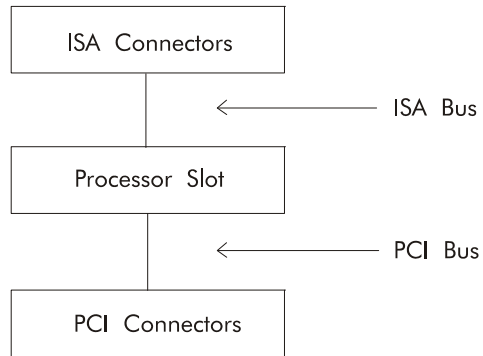 ISA Connectors
ISA Bus
Processor Slot
PCI Bus
PCI Connectors